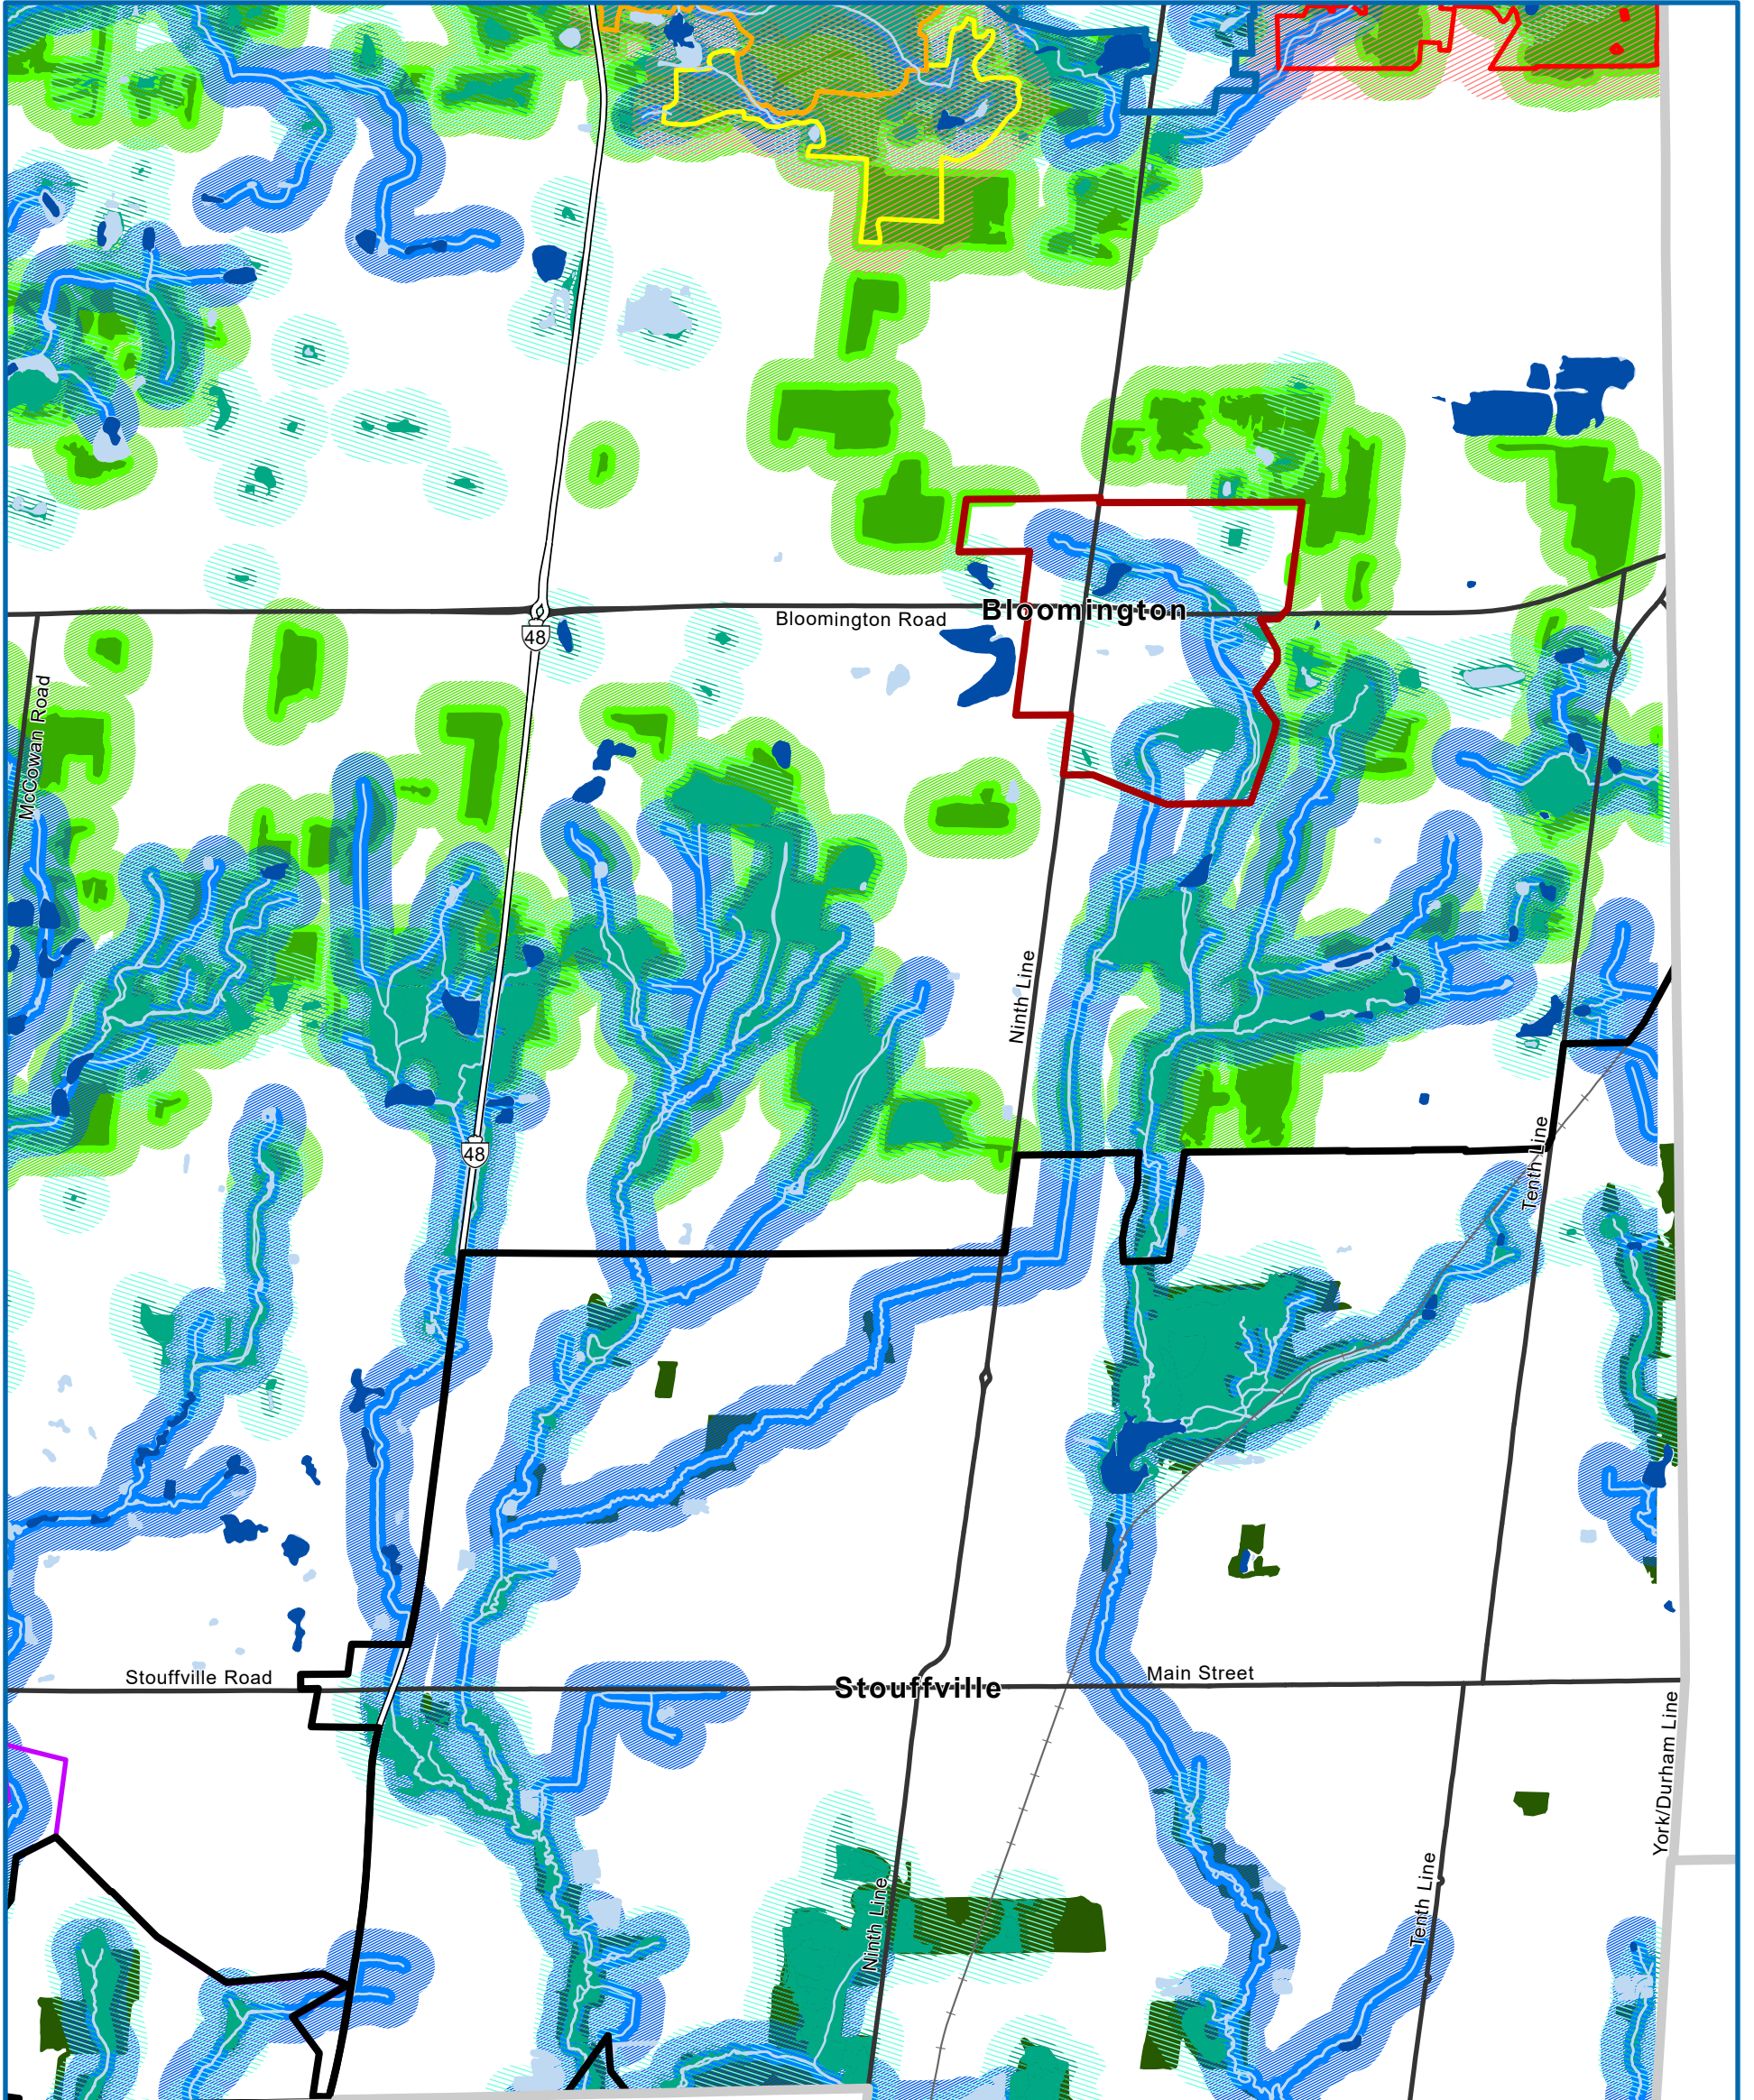 Bloomington
Bloomington Road
48
McCowan Road
Ninth Line
48
Tenth Line
Stouffville Road
Stouffville
Main Street
York/Durham Line
Ninth Line
Tenth Line